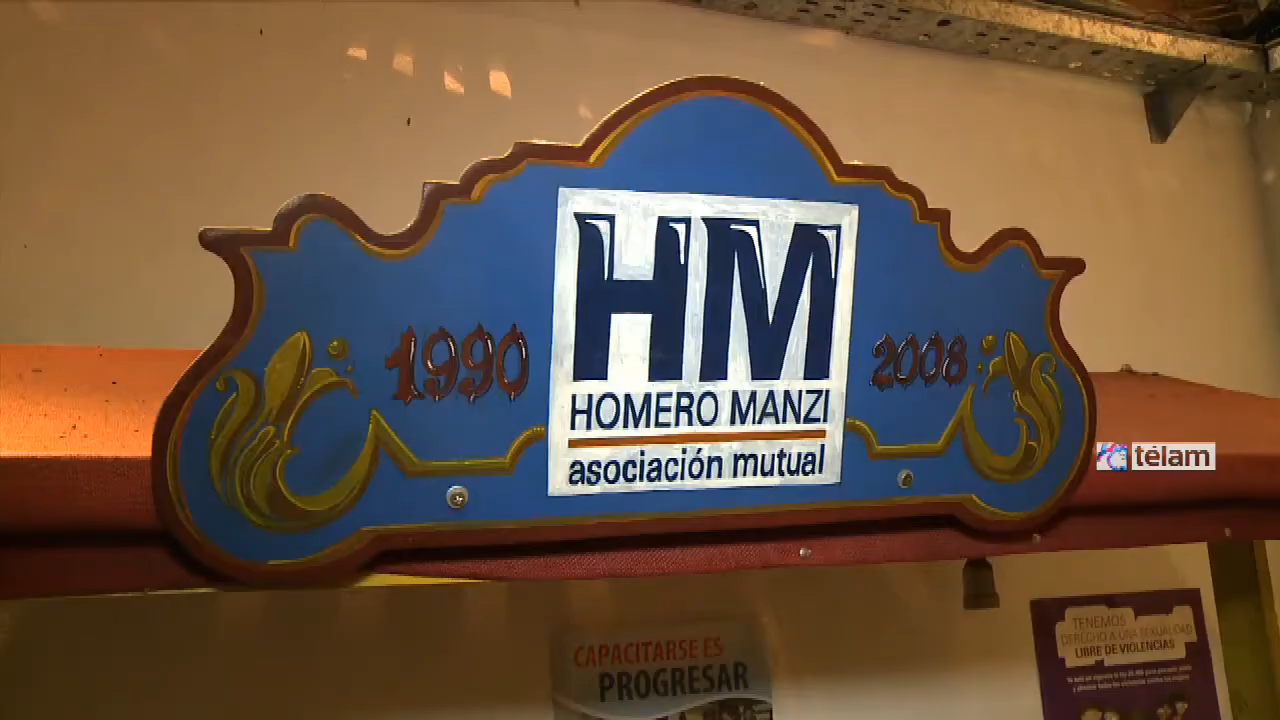 HM
1990
2008
HOMERO MANZI
asociación mutual
télam
CAPACITARSE ES
PROGRESAR
TENEMOS
DERECHO A UNA SEXUALIDAD
LIBRE DE VIOLENCIAS